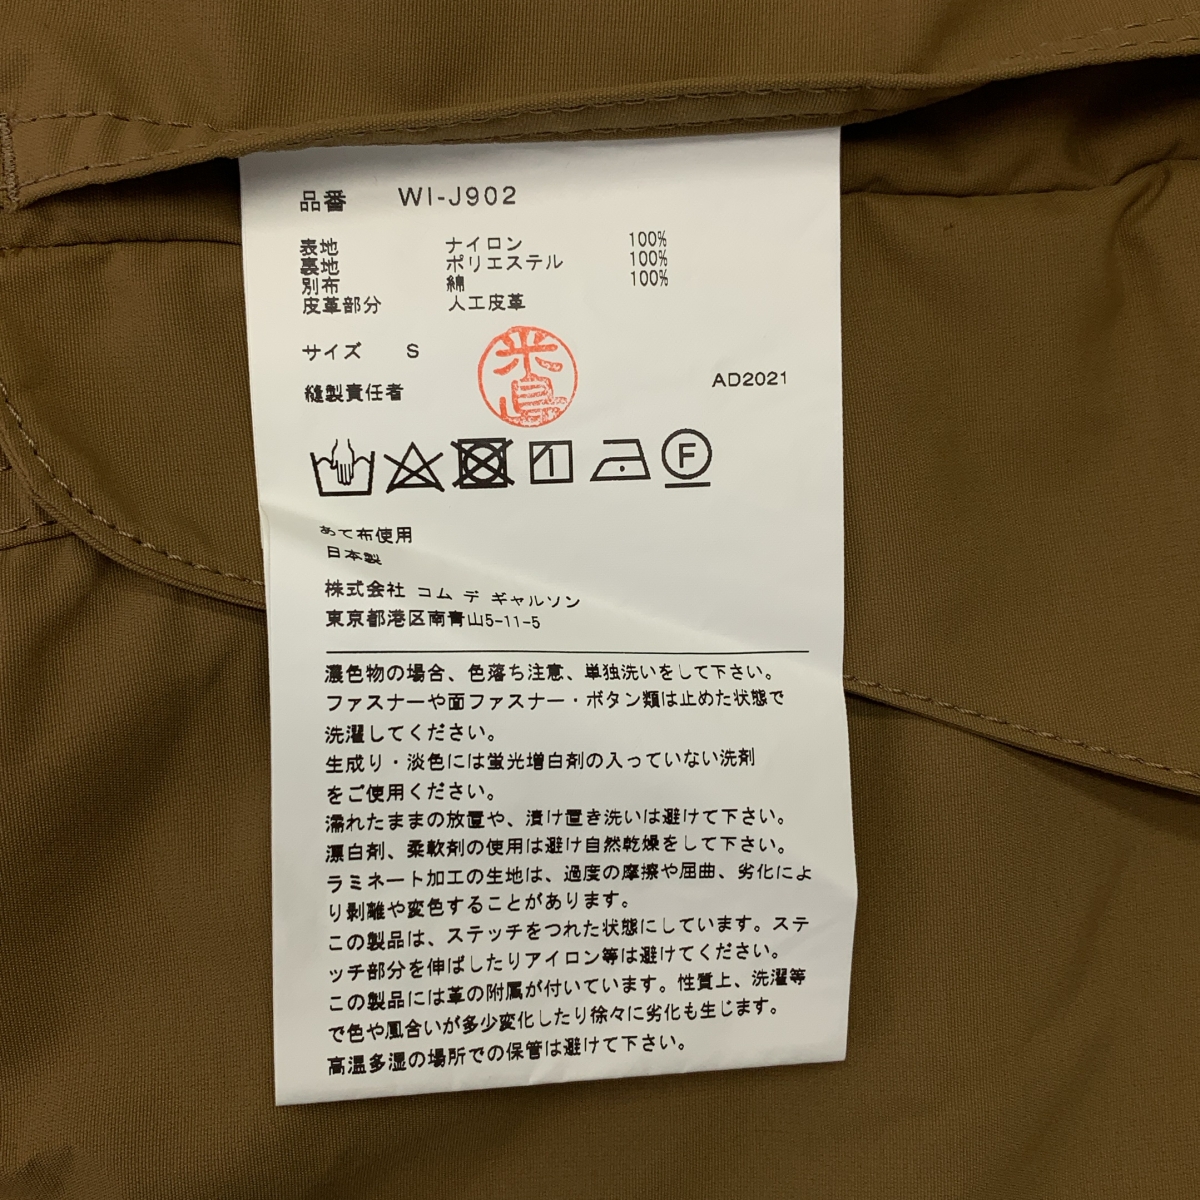 品番 WI-J902
表地 ナイロン 100%
裏地 ポリエステル 100%
別布 綿 100%
皮革部分 人工皮革
サイズ S
縫製責任者
AD2021
F
あて布使用
日本製
株式会社 コム デ ギャルソン
東京都港区南青山5-11-5
濃色物の場合、色落ち注意、単独洗いをして下さい。
ファスナーや面ファスナー・ボタン類は止めた状態で
洗濯してください。
生成り・淡色には蛍光増白剤の入っていない洗剤
をご使用ください。
濡れたままの放置や、漬け置き洗いは避けて下さい。
漂白剤、柔軟剤の使用は避け自然乾燥をして下さい。
ラミネート加工の生地は、過度の摩擦や屈曲、劣化によ
り剥離や変色することがあります。
この製品は、ステッチをつれた状態にしています。ステ
ッチ部分を伸ばしたりアイロン等は避けてください。
この製品には革の附属が付いています。性質上、洗濯等
で色や風合いが多少変化したり徐々に劣化も生じます。
高温多湿の場所での保管は避けて下さい。